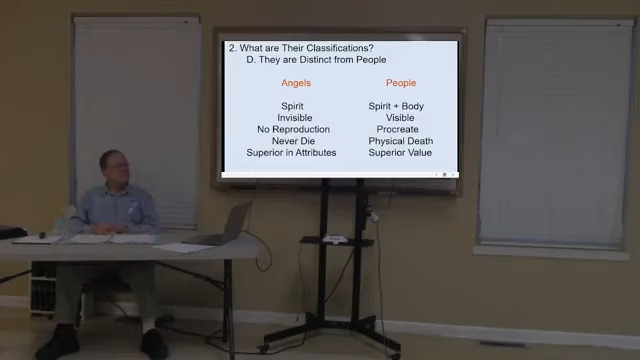 2. What are Their Classifications?
D. They are Distinct from People
Angels People
Spirit Spirit + Body
Invisible Visible
No Reproduction Procreate
Never Die Physical Death
Superior in Attributes Superior Value